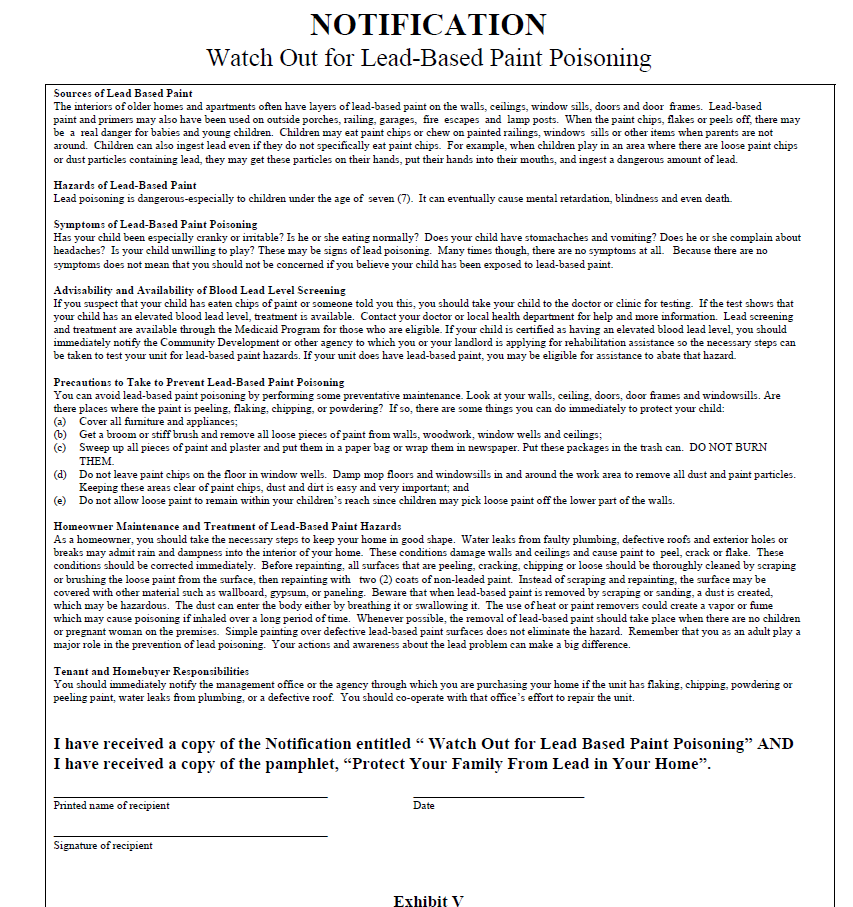 NOTIFICATION
Watch Out for Lead-Based Paint Poisoning
Sources of Lead Based Paint
The interiors of older homes and apartments often have layers of lead-based paint on the walls, ceilings, window sills, doors and door frames. Lead-based
paint and primers may also have been used on outside porches, railing, garages, fire escapes and lamp posts. When the paint chips, flakes or peels off, there may
be a real danger for babies and young children. Children may eat paint chips or chew on painted railings, windows sills or other items when parents are not
around. Children can also ingest lead even if they do not specifically eat paint chips. For example, when children play in an area where there are loose paint chips
or dust particles containing lead, they may get these particles on their hands, put their hands into their mouths, and ingest a dangerous amount of lead.
Hazards of Lead-Based Paint
Lead poisoning is dangerous-especially to children under the age of seven (7). It can eventually cause mental retardation, blindness and even death.
Symptoms of Lead-Based Paint Poisoning
Has your child been especially cranky or irritable? Is he or she eating normally? Does your child have stomachaches and vomiting? Does he or she complain about
headaches? Is your child unwilling to play? These may be signs of lead poisoning. Many times though, there are no symptoms at all. Because there are no
symptoms does not mean that you should not be concerned if you believe your child has been exposed to lead-based paint.
Advisability and Availability of Blood Lead Level Screening
If you suspect that your child has eaten chips of paint or someone told you this, you should take your child to the doctor or clinic for testing. If the test shows that
your child has an elevated blood lead level, treatment is available. Contact your doctor or local health department for help and more information. Lead screening
and treatment are available through the Medicaid Program for those who are eligible. If your child is certified as having an elevated blood lead level, you should
immediately notify the Community Development or other agency to which you or your landlord is applying for rehabilitation assistance so the necessary steps can
be taken to test your unit for lead-based paint hazards. If your unit does have lead-based paint, you may be eligible for assistance to abate that hazard.
Precautions to Take to Prevent Lead-Based Paint Poisoning
You can avoid lead-based paint poisoning by performing some preventative maintenance. Look at your walls, ceiling, doors, door frames and windowsills. Are
there places where the paint is peeling, flaking, chipping, or powdering? If so, there are some things you can do immediately to protect your child:
(a) Cover all furniture and appliances;
(b) Get a broom or stiff brush and remove all loose pieces of paint from walls, woodwork, window wells and ceilings;
(c) Sweep up all pieces of paint and plaster and put them in a paper bag or wrap them in newspaper. Put these packages in the trash can. DO NOT BURN
THEM.
(d) Do not leave paint chips on the floor in window wells. Damp mop floors and windowsills in and around the work area to remove all dust and paint particles.
Keeping these areas clear of paint chips, dust and dirt is easy and very important; and
(e) Do not allow loose paint to remain within your children's reach since children may pick loose paint off the lower part of the walls.
Homeowner Maintenance and Treatment of Lead-Based Paint Hazards
As a homeowner, you should take the necessary steps to keep your home in good shape. Water leaks from faulty plumbing, defective roofs and exterior holes or
breaks may admit rain and dampness into the interior of your home. These conditions damage walls and ceilings and cause paint to peel, crack or flake. These
conditions should be corrected immediately. Before repainting, all surfaces that are peeling, cracking, chipping or loose should be thoroughly cleaned by scraping
or brushing the loose paint from the surface, then repainting with two (2) coats of non-leaded paint. Instead of scraping and repainting, the surface may be
covered with other material such as wallboard, gypsum, or paneling. Beware that when lead-based paint is removed by scraping or sanding, a dust is created,
which may be hazardous. The dust can enter the body either by breathing it or swallowing it. The use of heat or paint removers could create a vapor or fume
which may cause poisoning if inhaled over a long period of time. Whenever possible, the removal of lead-based paint should take place when there are no children
or pregnant woman on the premises. Simple painting over defective lead-based paint surfaces does not eliminate the hazard. Remember that you as an adult play a
major role in the prevention of lead poisoning. Your actions and awareness about the lead problem can make a big difference.
Tenant and Homebuyer Responsibilities
You should immediately notify the management office or the agency through which you are purchasing your home if the unit has flaking, chipping, powdering or
peeling paint, water leaks from plumbing, or a defective roof. You should co-operate with that office's effort to repair the unit.
I have received a copy of the Notification entitled “ Watch Out for Lead Based Paint Poisoning” AND
I have received a copy of the pamphlet, “Protect Your Family From Lead in Your Home”.
Printed name of recipient Date
Signature of recipient
Exhibit V